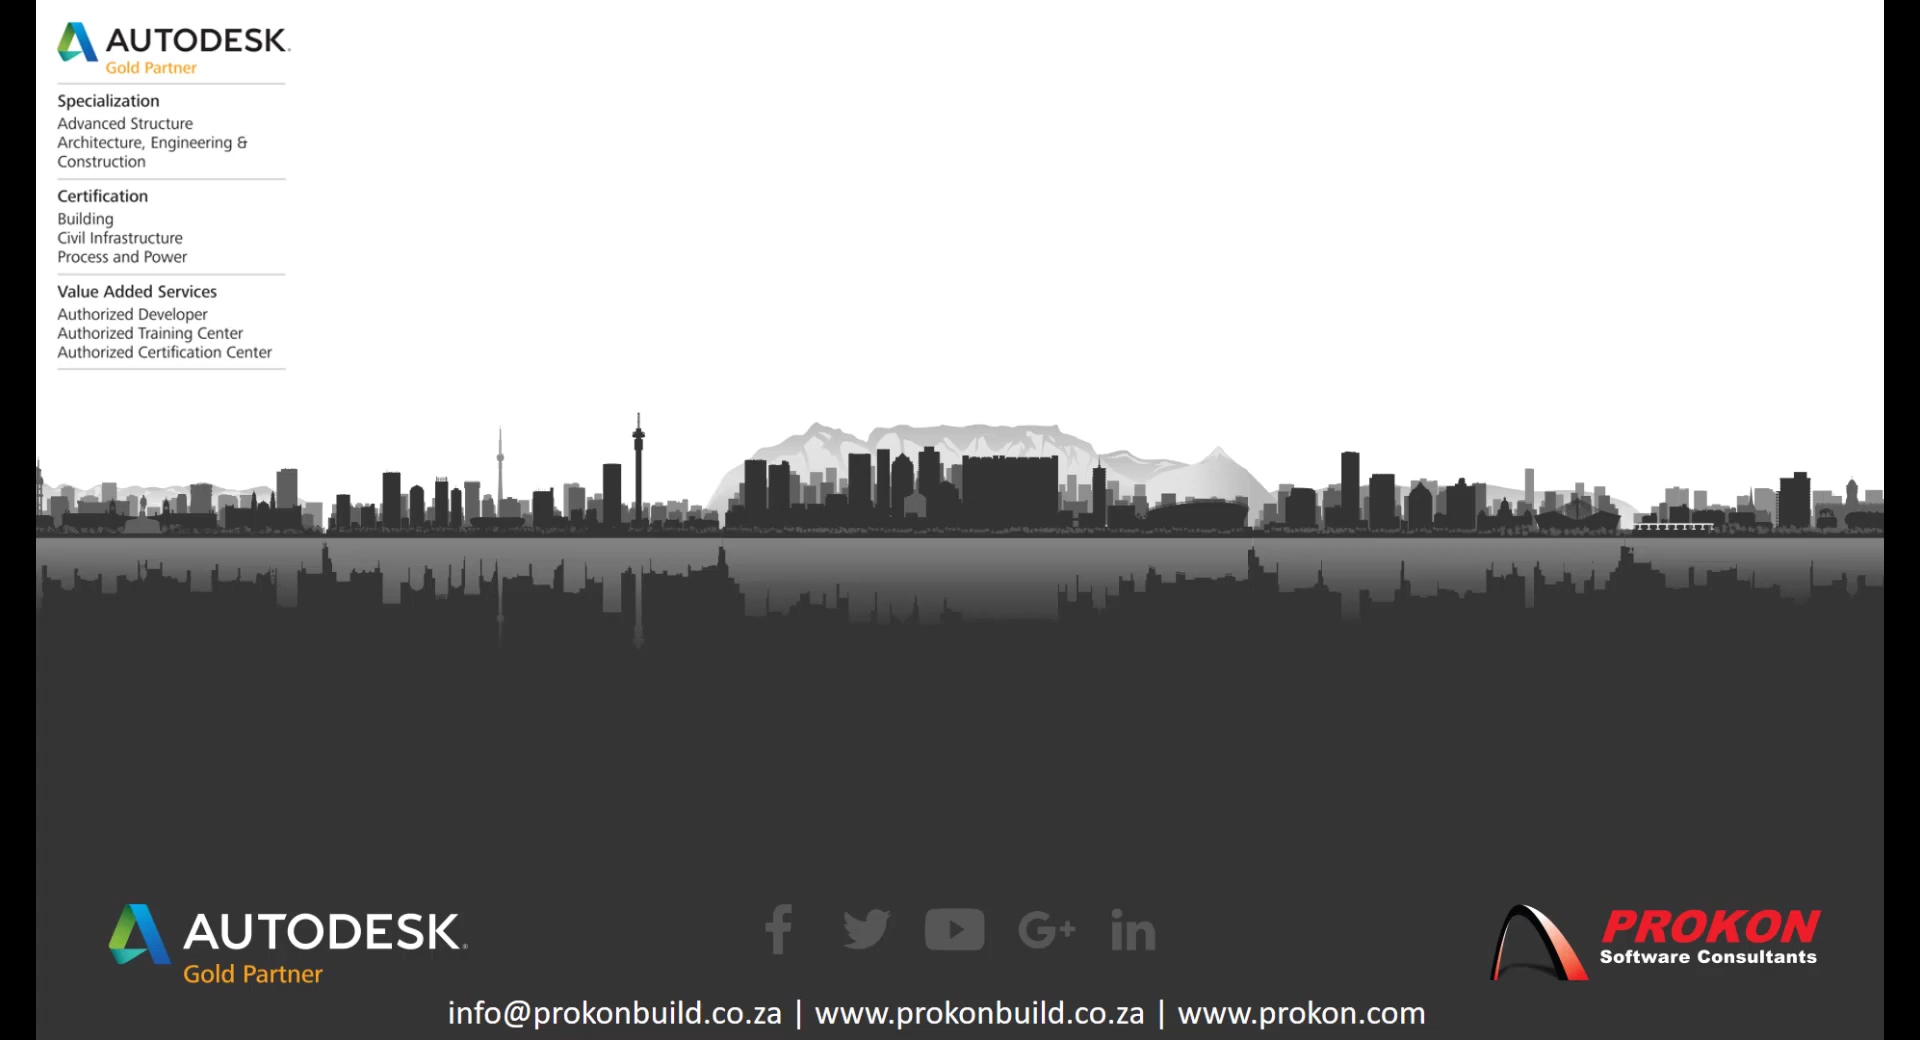 AUTODESK.
Gold Partner
Specialization
Advanced Structure
Architecture, Engineering &
Construction
Certification
Building
Civil Infrastructure
Process and Power
Value Added Services
Authorized Developer
Authorized Training Center
Authorized Certification Center
AUTODESK.
Gold Partner
f
G+
in
PROKON
Software Consultants
info@prokonbuild.co.za | www.prokonbuild.co.za | www.prokon.com